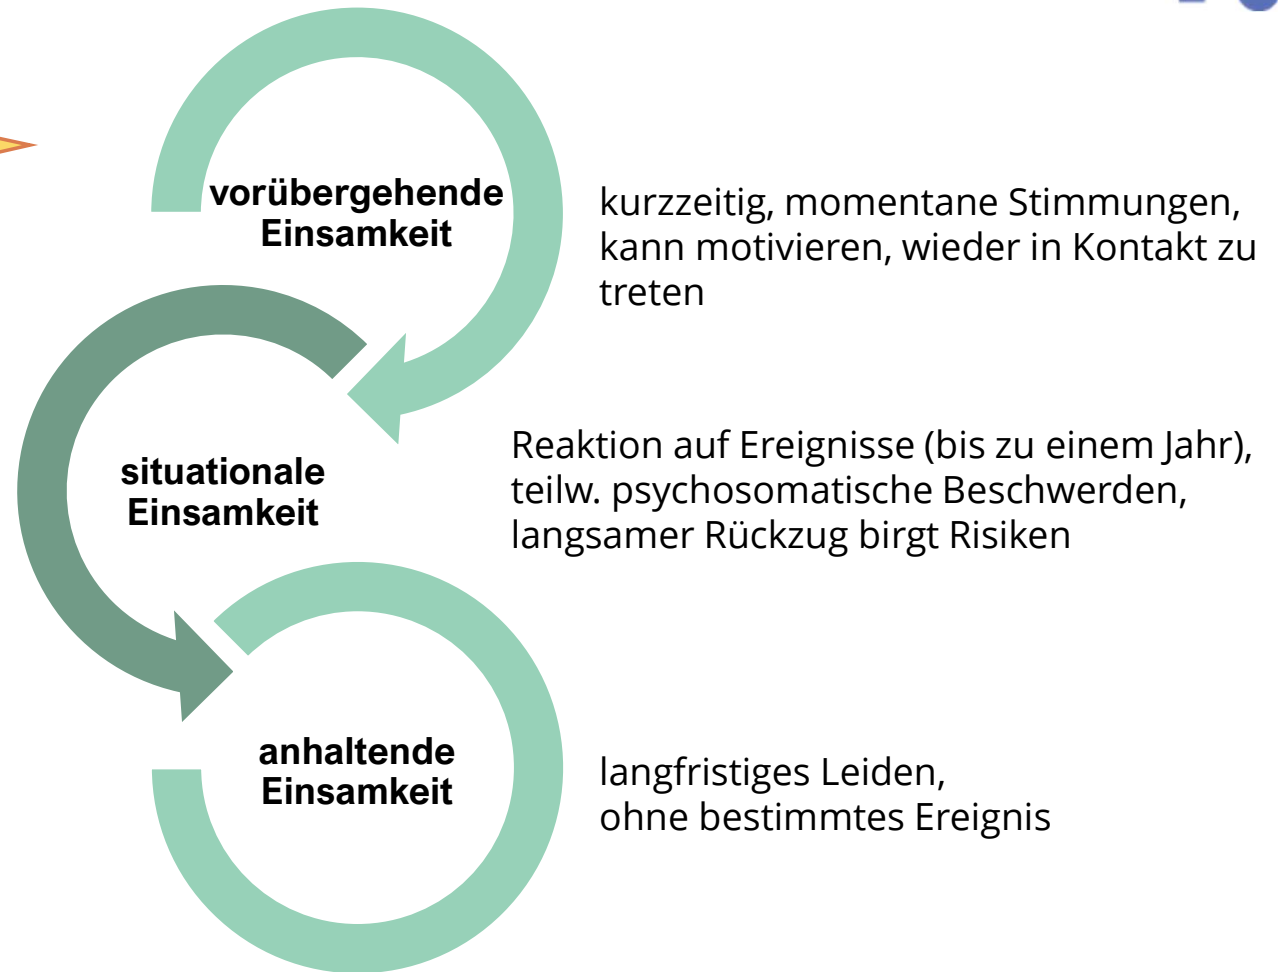 vorübergehende
Einsamkeit
kurzzeitig, momentane Stimmungen,
kann motivieren, wieder in Kontakt zu
treten
situationale
Einsamkeit
Reaktion auf Ereignisse (bis zu einem Jahr),
teilw. psychosomatische Beschwerden,
langsamer Rückzug birgt Risiken
anhaltende
Einsamkeit
langfristiges Leiden,
ohne bestimmtes Ereignis